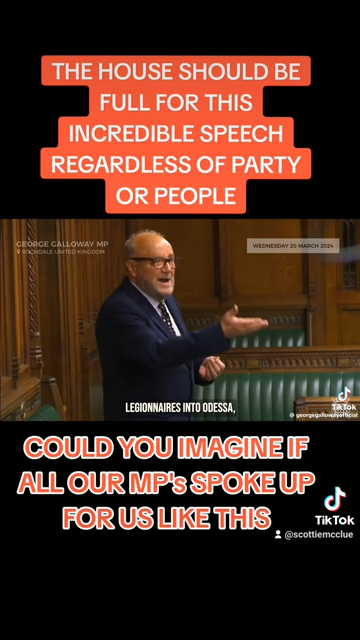 THE HOUSE SHOULD BE
FULL FOR THIS
INCREDIBLE SPEECH
REGARDLESS OF PARTY
OR PEOPLE
GEORGE GALLOWAY MP
ROCHDALE UNITED KINGDOM
WEDNESDAY 20 MARCH 2024
LEGIONNAIRES INTO ODESSA,
TikTok
@georgegallowayofficial
COULD YOU IMAGINE IF
ALL OUR MP's SPOKE UP
FOR US LIKE THIS
TikTok
@scottiemcclue